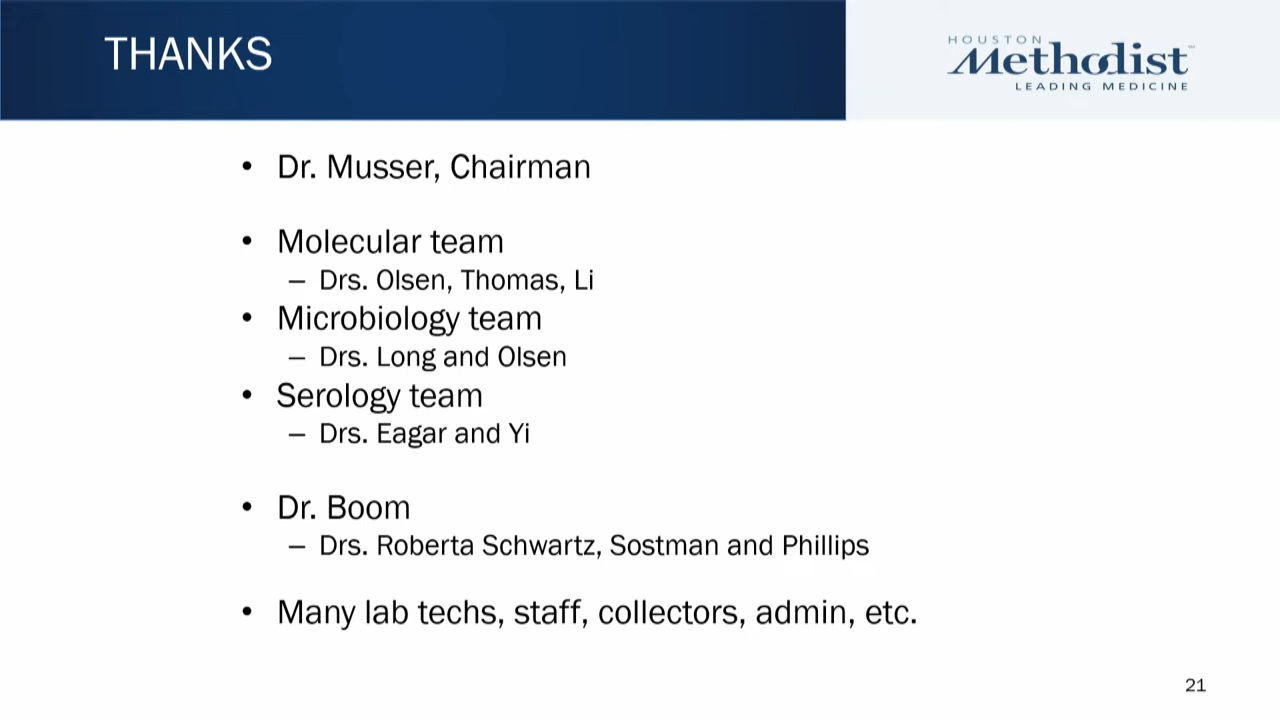 THANKS
HOUSTON
Methodist
LEADING MEDICINE
• Dr. Musser, Chairman
• Molecular team
– Drs. Olsen, Thomas, Li
• Microbiology team
– Drs. Long and Olsen
• Serology team
– Drs. Eagar and Yi
• Dr. Boom
– Drs. Roberta Schwartz, Sostman and Phillips
• Many lab techs, staff, collectors, admin, etc.
21